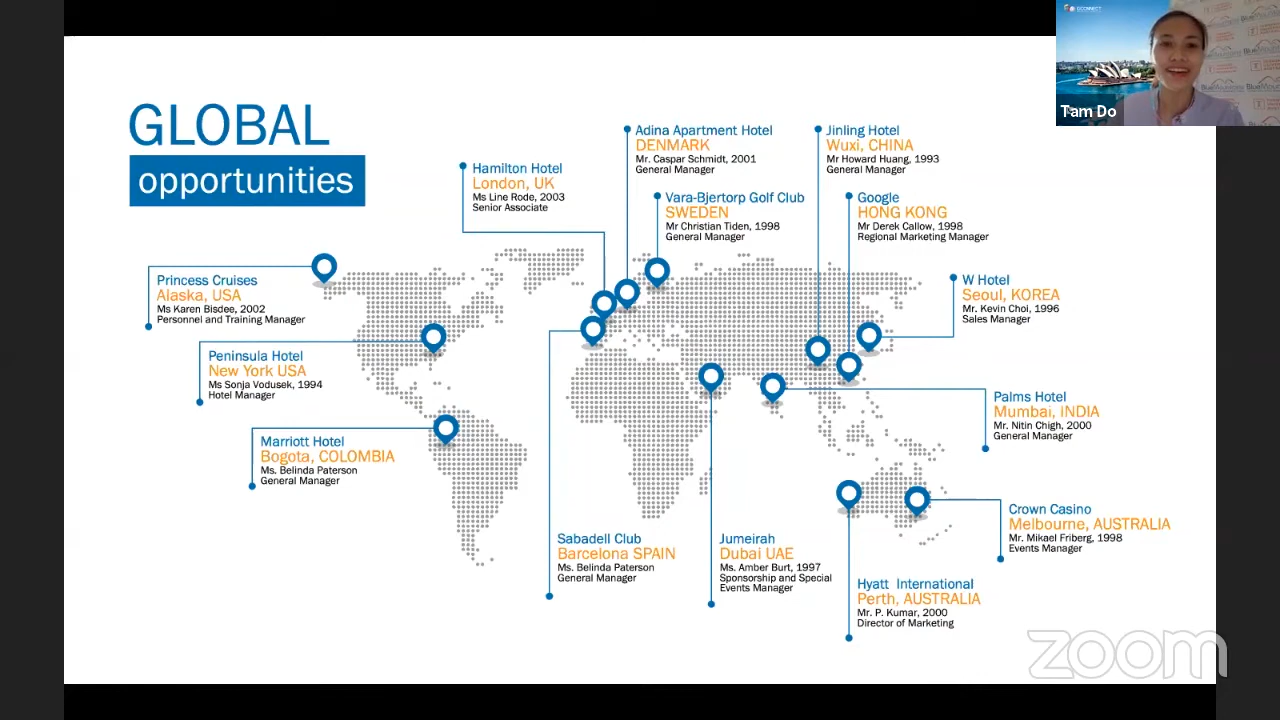 GLOBAL
opportunities
Hamilton Hotel
London, UK
Ms Line Rode, 2003
Senior Associate
Adina Apartment Hotel
DENMARK
Mr. Caspar Schmidt, 2001
General Manager
Vara-Bjertorp Golf Club
SWEDEN
Mr Christian Tiden, 1998
General Manager
Jinling Hotel
Wuxi, CHINA
Mr Howard Huang, 1993
General Manager
Google
HONG KONG
Mr Derek Callow, 1998
Regional Marketing Manager
Princess Cruises
Alaska, USA
Ms Karen Bisdee, 2002
Personnel and Training Manager
W Hotel
Seoul, KOREA
Mr. Kevin Choi, 1996
Sales Manager
Peninsula Hotel
New York USA
Ms Sonja Vodusek, 1994
Hotel Manager
Palms Hotel
Mumbai, INDIA
Mr. Nitin Chigh, 2000
General Manager
Marriott Hotel
Bogota, COLOMBIA
Ms. Belinda Paterson
General Manager
Sabadell Club
Barcelona SPAIN
Ms. Belinda Paterson
General Manager
Jumeirah
Dubai UAE
Ms. Amber Burt, 1997
Sponsorship and Special
Events Manager
Crown Casino
Melbourne, AUSTRALIA
Mr. Mikael Friberg, 1998
Events Manager
Hyatt International
Perth, AUSTRALIA
Mr. P. Kumar, 2000
Director of Marketing
Tam Do
zoom